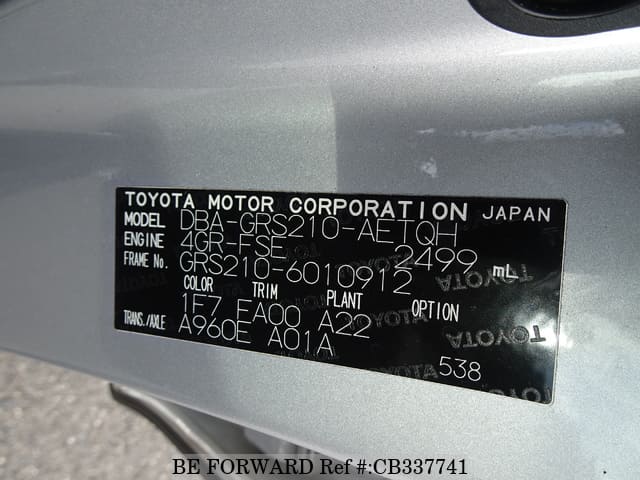 TOYOTA MOTOR CORPORATION JAPAN
MODEL DBA-GRS210-AETQH
ENGINE 4GR-FSE 2499 mL
FRAME No. GRS210-6010912
COLOR TRIM PLANT OPTION
1F7 FA00 A22
TRANS./AXLE A960E A01A
538
BE FORWARD Ref #:CB337741